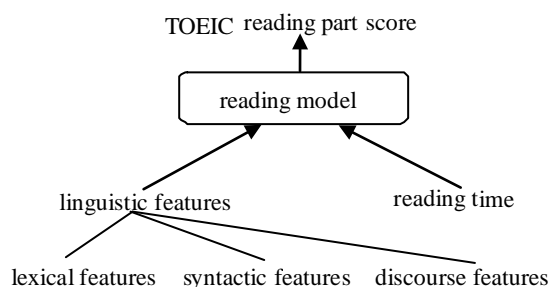 TOEIC reading part score
reading model
linguistic features
reading time
lexical features
syntactic features
discourse features